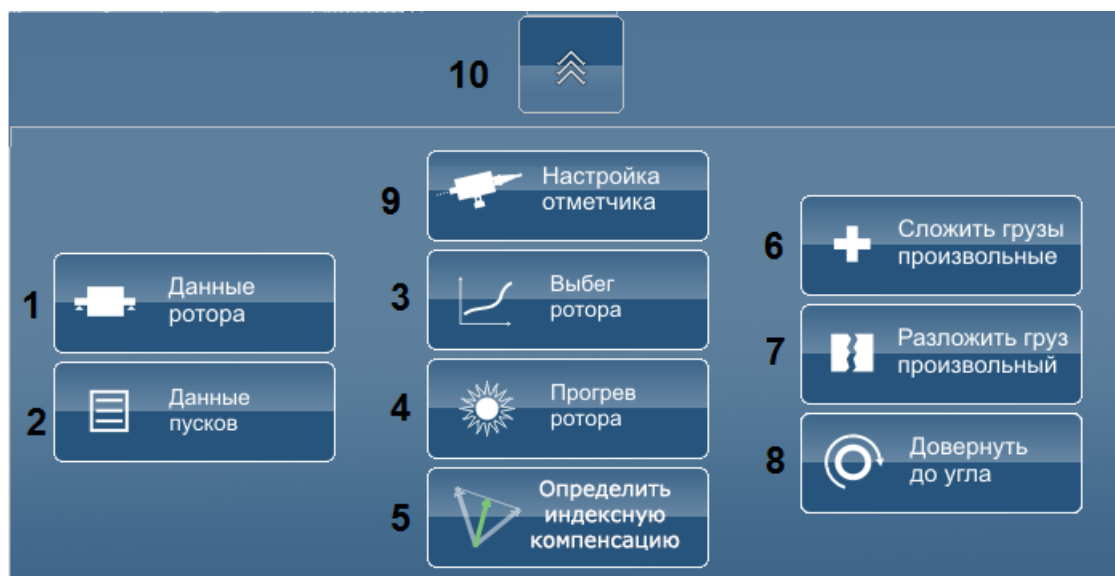 10
9
Настройка
отметчика
6
Сложить грузы
произвольные
1
Данные
ротора
3
Выбег
ротора
7
Разложить груз
произвольный
2
Данные
пусков
4
Прогрев
ротора
8
Довернуть
до угла
5
Определить
индексную
компенсацию